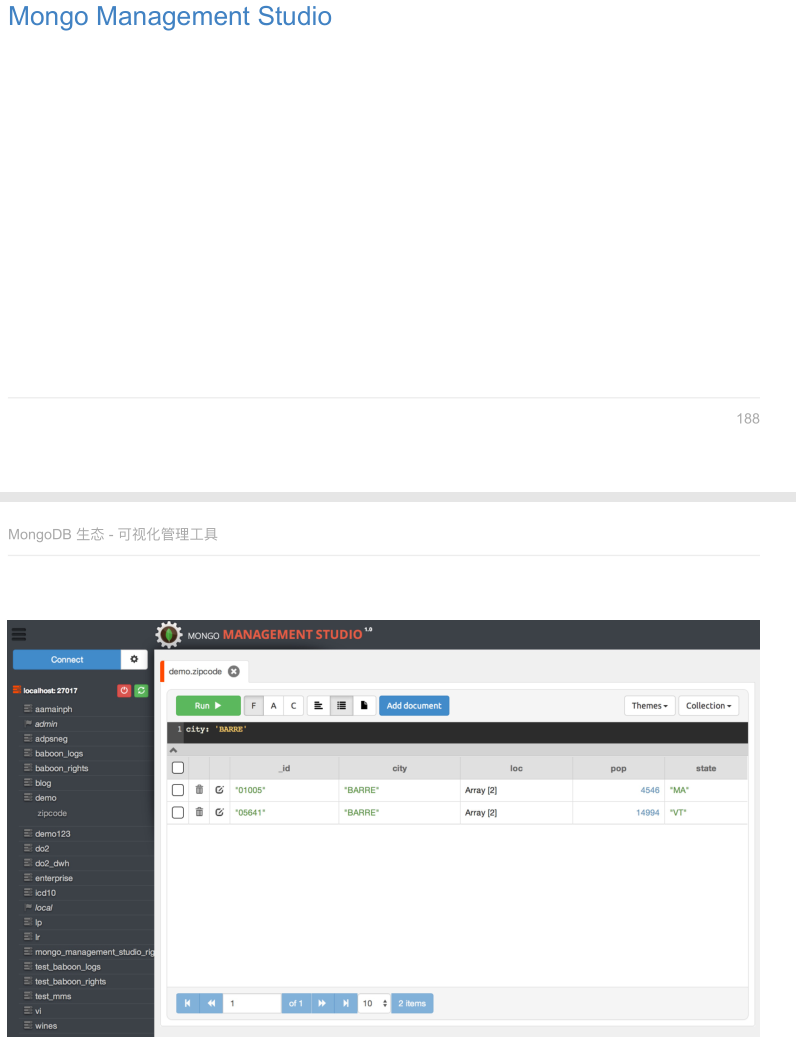 Mongo Management Studio
188
MongoDB 生态 - 可视化管理工具
MONGO MANAGEMENT STUDIO 1.0
Connect
demo.zipcode
localhost: 27017
Run F A C Add document Themes Collection
aamainph
admin
adpsneg
1 city: 'BARRE'
baboon_logs
baboon_rights
_id city loc pop state
blog
demo
"01005" "BARRE" Array [2] 4546 "MA"
zipcode
"05641" "BARRE" Array [2] 14994 "VT"
demo123
do2
do2_dwh
enterprise
icd10
local
lp
lr
mongo_management_studio_rig
test_baboon_logs
test_baboon_rights
test_mms
1 of 1 10 2 items
vi
wines